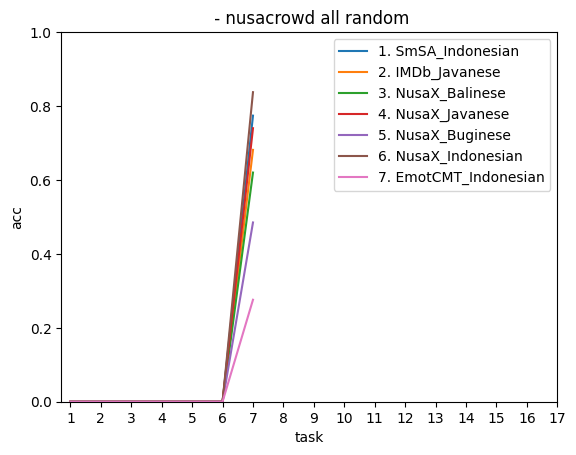 - nusacrowd all random
1.0
0.8
0.6
0.4
0.2
0.0
acc
1. SmSA_Indonesian
2. IMDb_Javanese
3. NusaX_Balinese
4. NusaX_Javanese
5. NusaX_Buginese
6. NusaX_Indonesian
7. EmotCMT_Indonesian
1 2 3 4 5 6 7 8 9 10 11 12 13 14 15 16 17
task